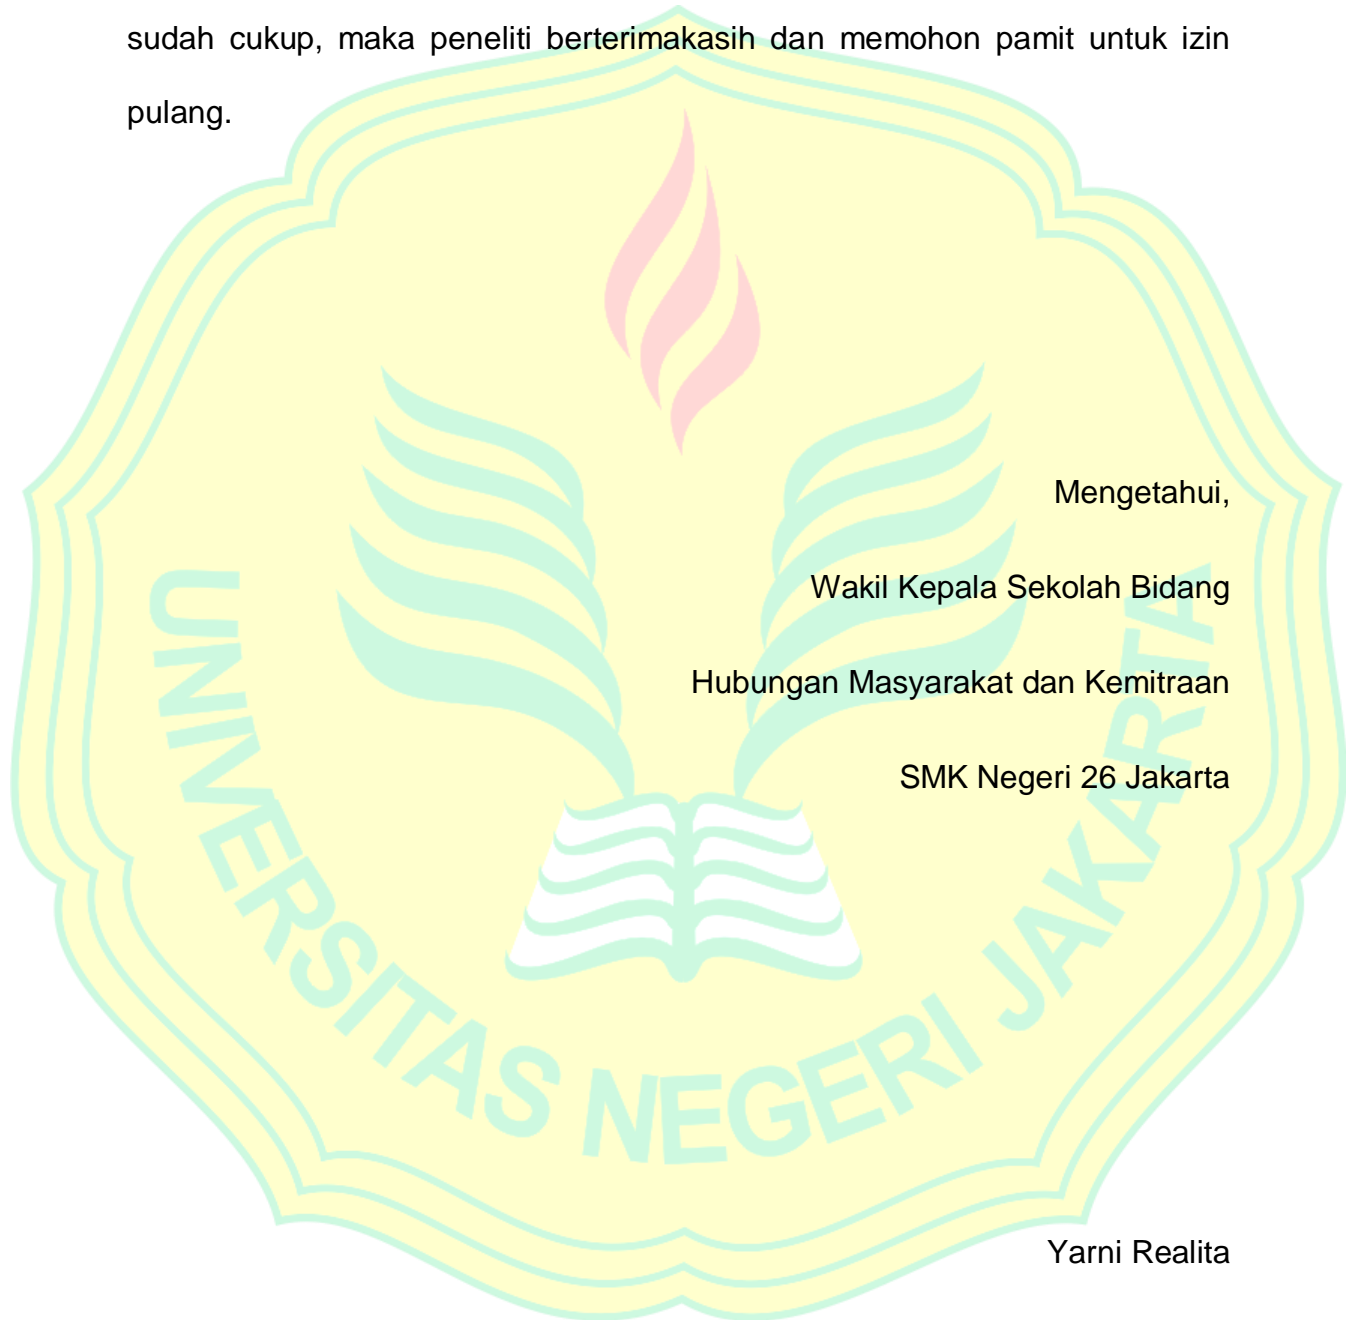 sudah cukup, maka peneliti berterimakasih dan memohon pamit untuk izin
pulang.
Mengetahui,
Wakil Kepala Sekolah Bidang
Hubungan Masyarakat dan Kemitraan
SMK Negeri 26 Jakarta
Yarni Realita
UNIVERSITAS NEGERI JAKARTA